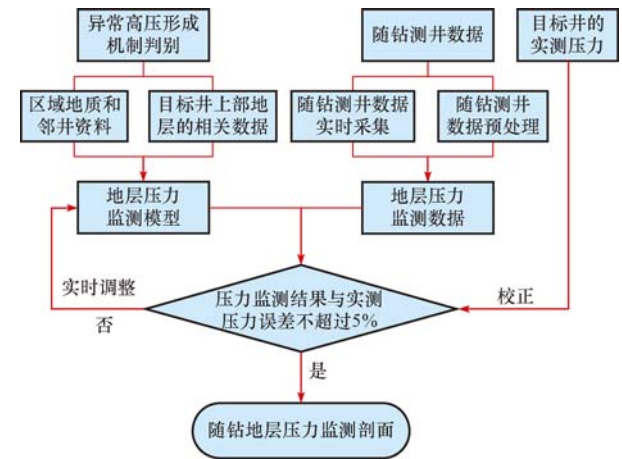 异常高压形成
机制判别
随钻测井数据
目标井的
实测压力
区域地质和
邻井资料
目标井上部地
层的相关数据
随钻测井数据
实时采集
随钻测井
数据预处理
地层压力
监测模型
地层压力
监测数据
实时调整
否
压力监测结果与实测
压力误差不超过5%
校正
是
随钻地层压力监测剖面